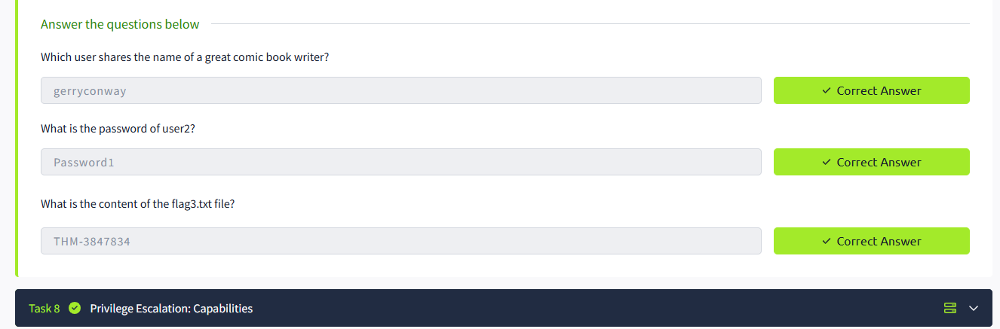 Answer the questions below
Which user shares the name of a great comic book writer?
gerryconway
Correct Answer
What is the password of user2?
Password1
Correct Answer
What is the content of the flag3.txt file?
THM-3847834
Correct Answer
Task 8 Privilege Escalation: Capabilities